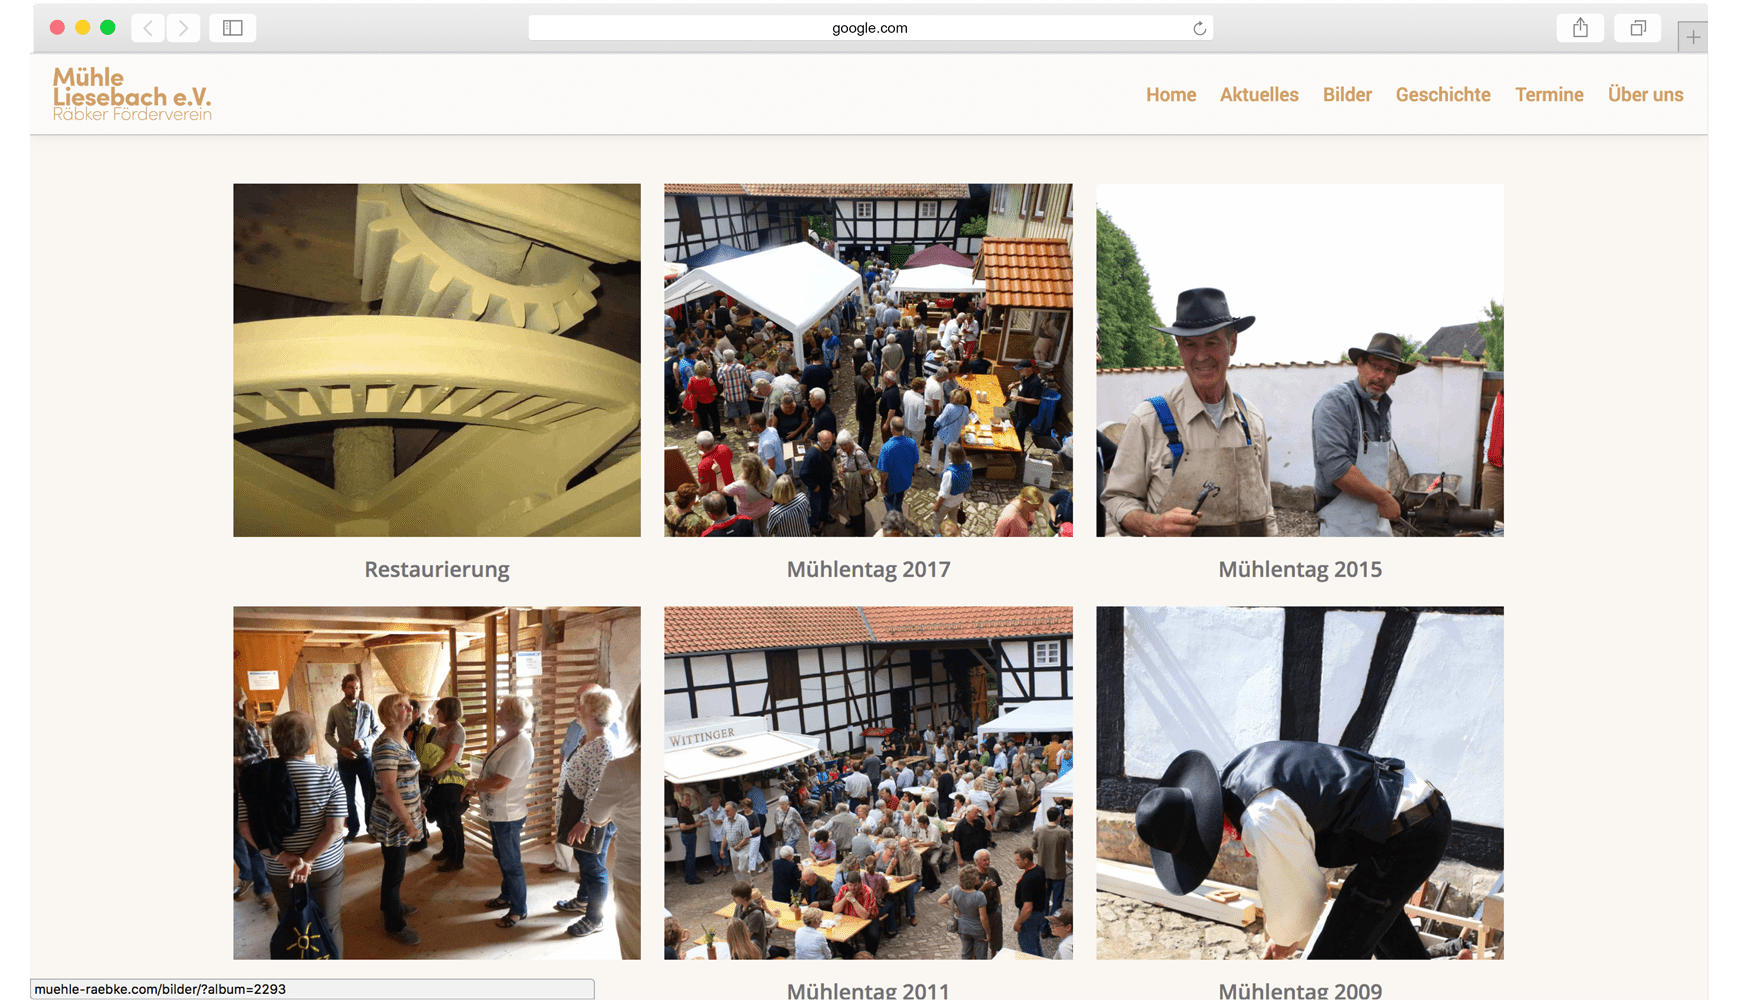 google.com
Mühle
Liesebach e.V.
Räbker Förderverein
Home Aktuelles Bilder Geschichte Termine Über uns
Restaurierung Mühlentag 2017 Mühlentag 2015
WITTINGER
muehle-raebke.com/bilder/?album=2293
Mühlentag 2011 Mühlentag 2009